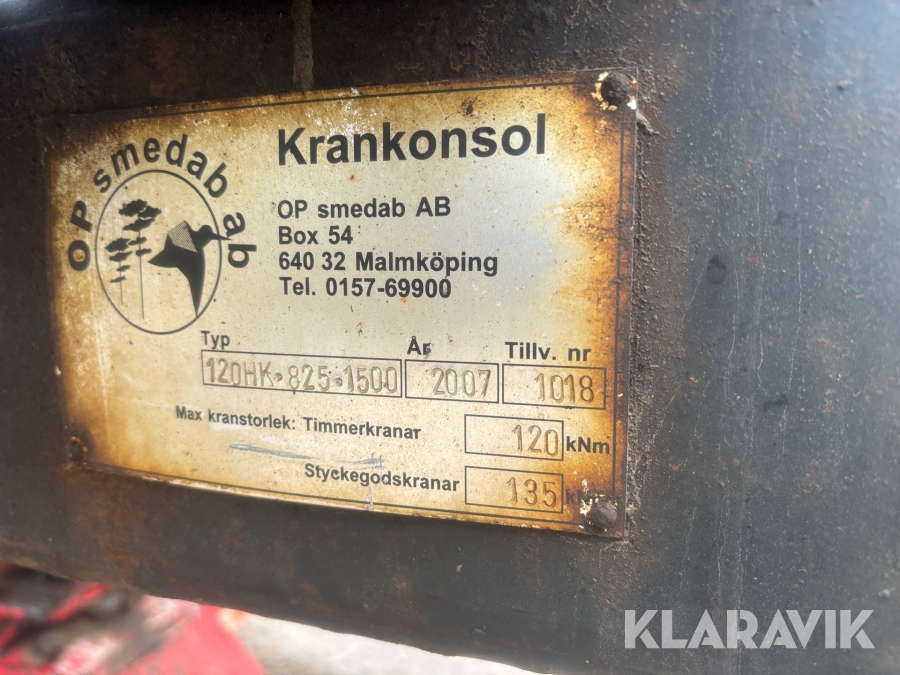 OP smedab ab
Krankonsol
OP smedab AB
Box 54
640 32 Malmköping
Tel. 0157-69900
Typ År Tillv. nr
120HK-825-1500 2007 1018
Max kranstorlek: Timmerkranar 120 kNm
Styckegodskranar 135
KLARAVIK